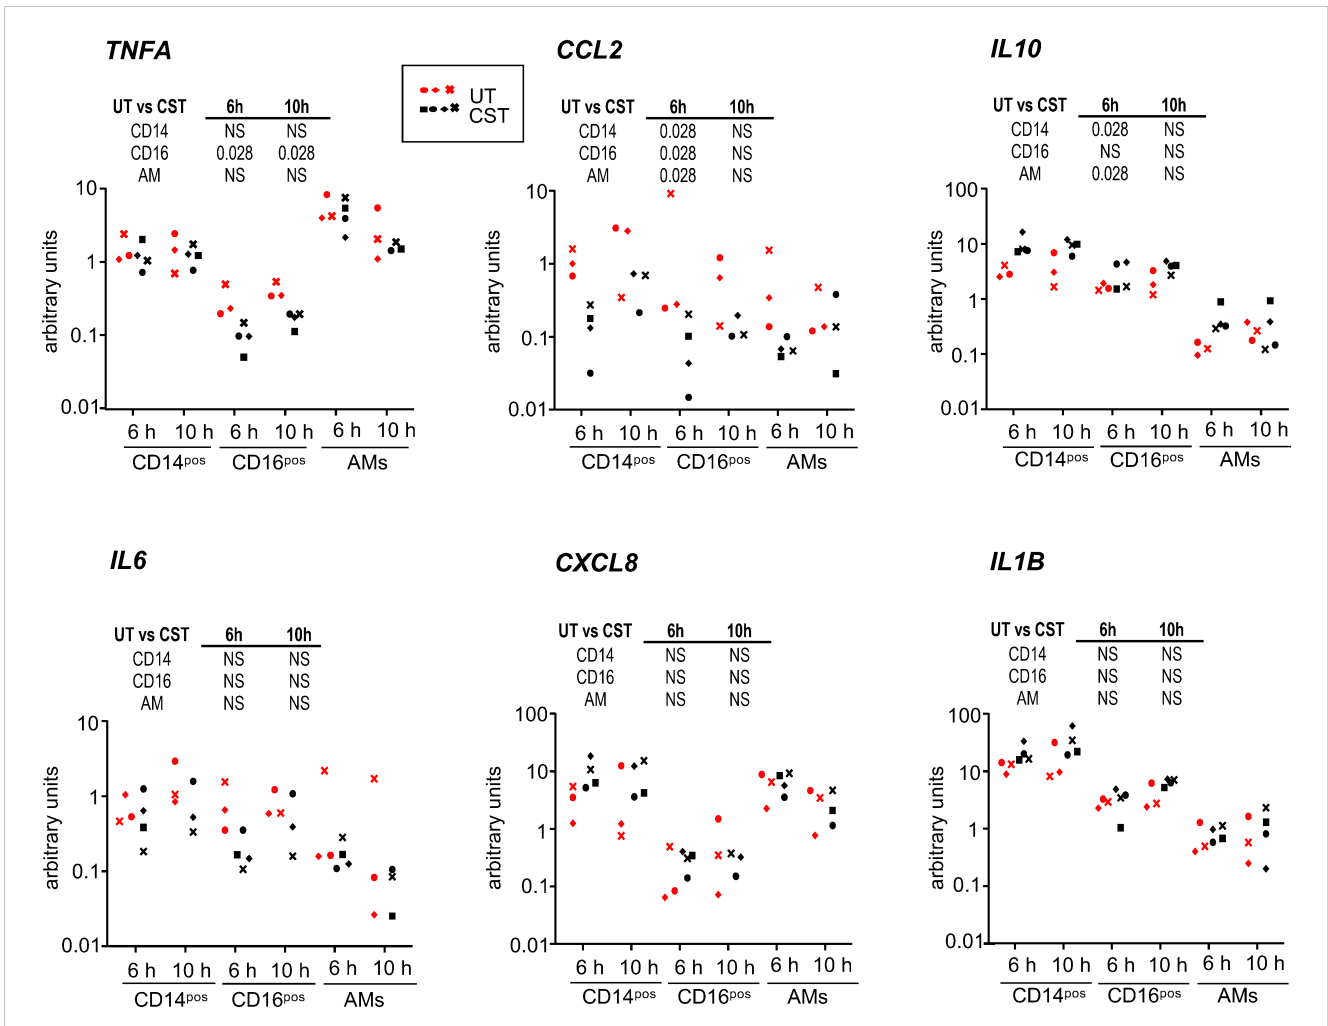 TNFA
UT
CST
UT vs CST 6h 10h
CD14 NS NS
CD16 0.028 0.028
AM NS NS
arbitrary units
10
1
0.1
0.01
6 h 10 h 6 h 10 h 6 h 10 h
CD14pos CD16pos AMs
CCL2
UT vs CST 6h 10h
CD14 0.028 NS
CD16 0.028 NS
AM 0.028 NS
arbitrary units
10
1
0.1
0.01
6 h 10 h 6 h 10 h 6 h 10 h
CD14pos CD16pos AMs
IL10
UT vs CST 6h 10h
CD14 0.028 NS
CD16 NS NS
AM 0.028 NS
arbitrary units
100
10
1
0.1
0.01
6 h 10 h 6 h 10 h 6 h 10 h
CD14pos CD16pos AMs
IL6
UT vs CST 6h 10h
CD14 NS NS
CD16 NS NS
AM NS NS
arbitrary units
10
1
0.1
0.01
6 h 10 h 6 h 10 h 6 h 10 h
CD14pos CD16pos AMs
CXCL8
UT vs CST 6h 10h
CD14 NS NS
CD16 NS NS
AM NS NS
arbitrary units
100
10
1
0.1
0.01
6 h 10 h 6 h 10 h 6 h 10 h
CD14pos CD16pos AMs
IL1B
UT vs CST 6h 10h
CD14 NS NS
CD16 NS NS
AM NS NS
arbitrary units
100
10
1
0.1
0.01
6 h 10 h 6 h 10 h 6 h 10 h
CD14pos CD16pos AMs